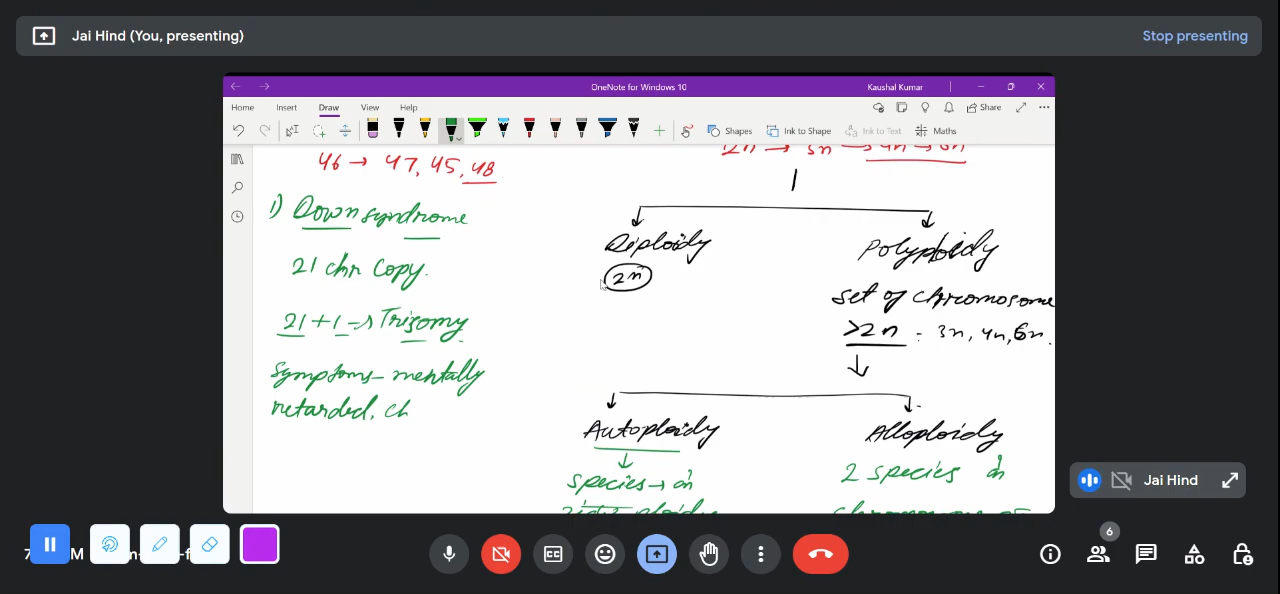 Jai Hind (You, presenting)
Stop presenting
OneNote for Windows 10
Kaushal Kumar
Home Insert Draw View Help
Share
Shapes Ink to Shape Ink to Text Maths
46 → 47, 45, 48
1) Down syndrome
21 chr copy.
21 + 1 => Trisomy
Symptoms - mentally
retarded, ch
Diploidy
2n
Polyploidy
set of chromosome
>2n : 3n, 4n, 6n.
Autoploidy
species → in
Alloploidy
2 species in
Jai Hind
6